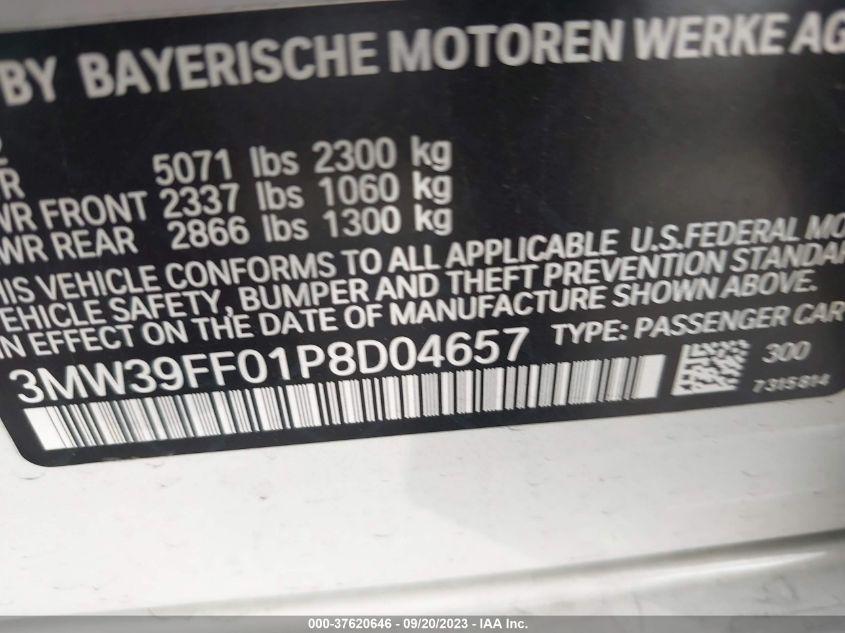 BY BAYERISCHE MOTOREN WERKE AG
5071 lbs 2300 kg
WR FRONT 2337 lbs 1060 kg
WR REAR 2866 lbs 1300 kg
IS VEHICLE CONFORMS TO ALL APPLICABLE U.S.FEDERAL MO
EHICLE SAFETY, BUMPER AND THEFT PREVENTION STANDAR
IN EFFECT ON THE DATE OF MANUFACTURE SHOWN ABOVE.
3MW39FF01P8D04657 TYPE: PASSENGER CAR
300
7315814
000-37620646 - 09/20/2023 - IAA Inc.